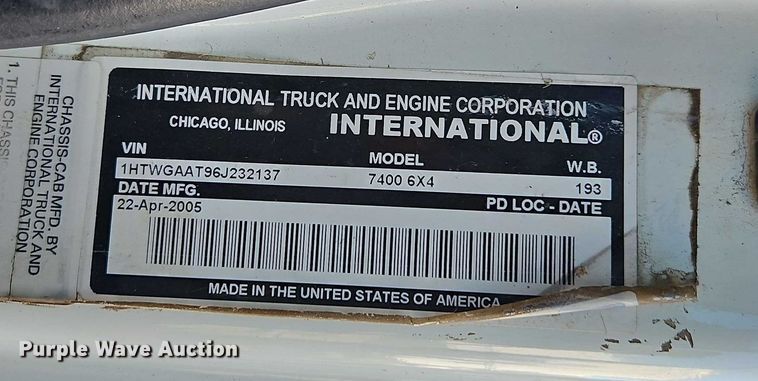 INTERNATIONAL TRUCK AND ENGINE CORPORATION
CHICAGO, ILLINOIS INTERNATIONAL®
VIN MODEL W.B.
1HTWGAAT96J232137 7400 6X4 193
DATE MFG. PD LOC - DATE
22-Apr-2005
MADE IN THE UNITED STATES OF AMERICA
CHASSIS-CAB MFD. BY
INTERNATIONAL TRUCK AND
ENGINE CORPORATION
1. THIS CHASSIS
Purple Wave Auction